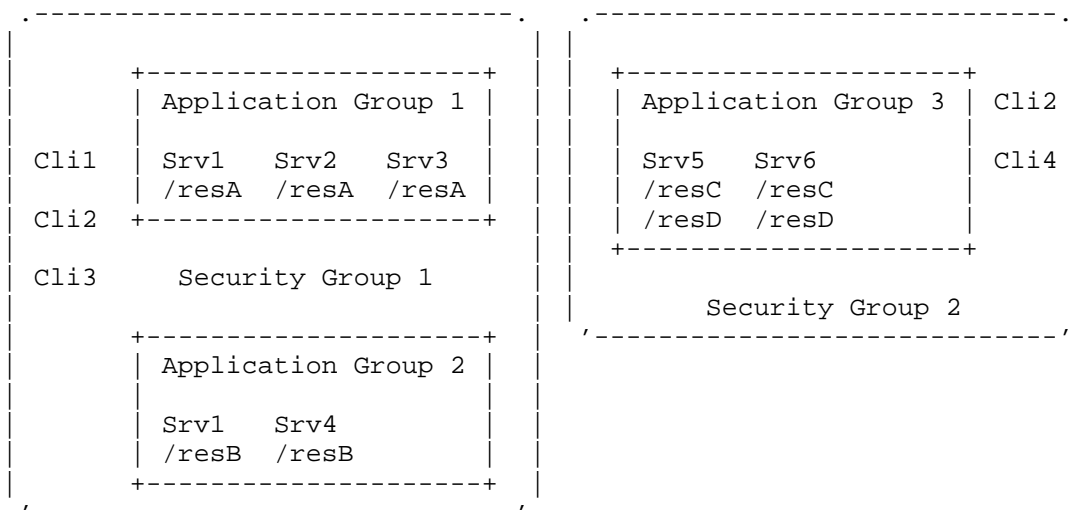 Application Group 1 Application Group 3 Cli2
Cli1 Srv1 Srv2 Srv3 Srv5 Srv6 Cli4
/resA /resA /resA /resC /resC
Cli2 /resD /resD
Cli3 Security Group 1
Security Group 2
Application Group 2
Srv1 Srv4
/resB /resB